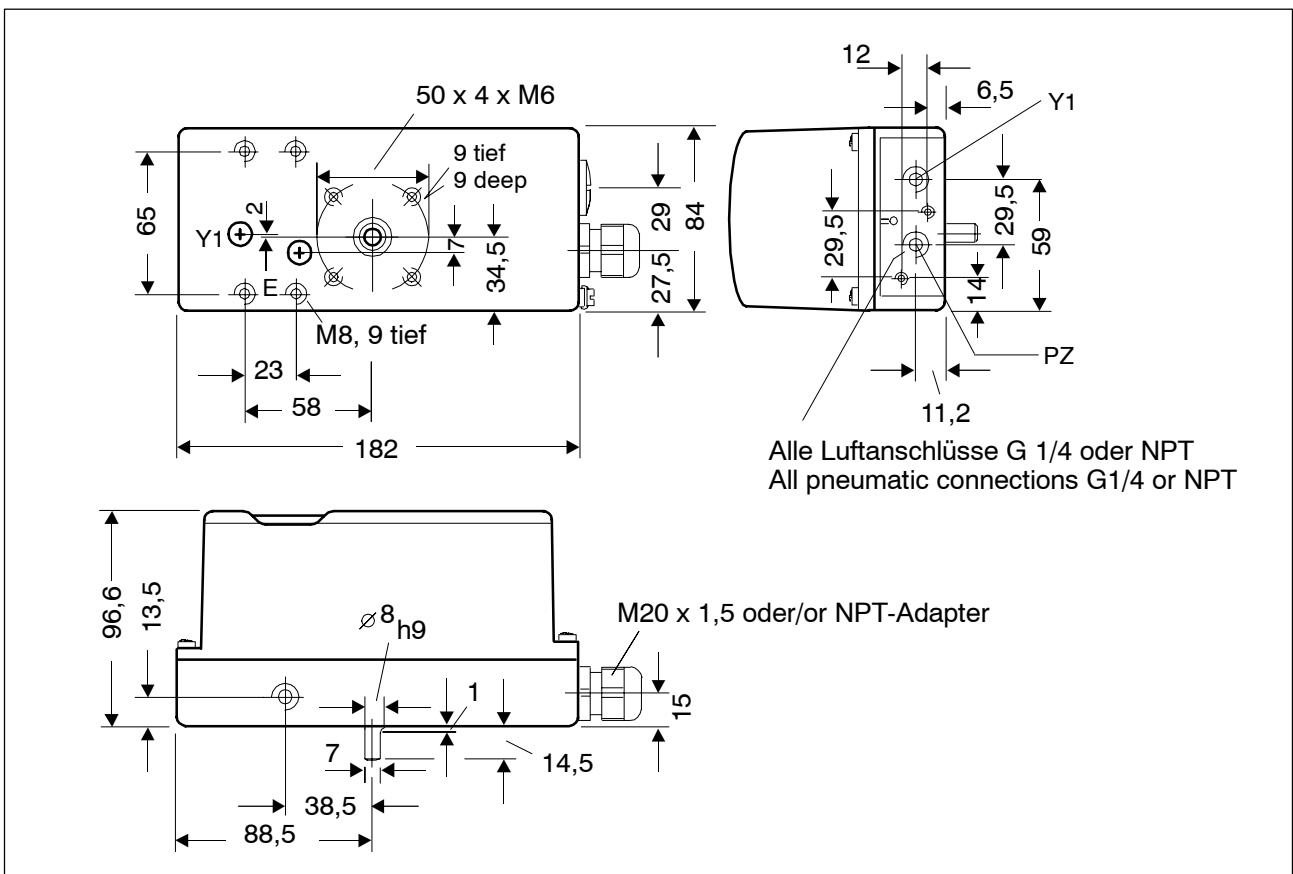 50 x 4 x M6
9 tief
9 deep
65
2
Y1
E
7
34,5
29
27,5
84
M8, 9 tief
23
58
182
12
6,5
Y1
29,5
29,5
59
14
PZ
11,2
Alle Luftanschlüsse G 1/4 oder NPT
All pneumatic connections G1/4 or NPT
96,6
13,5
⌀ 8
h9
M20 x 1,5 oder/or NPT-Adapter
1
15
7
14,5
38,5
88,5